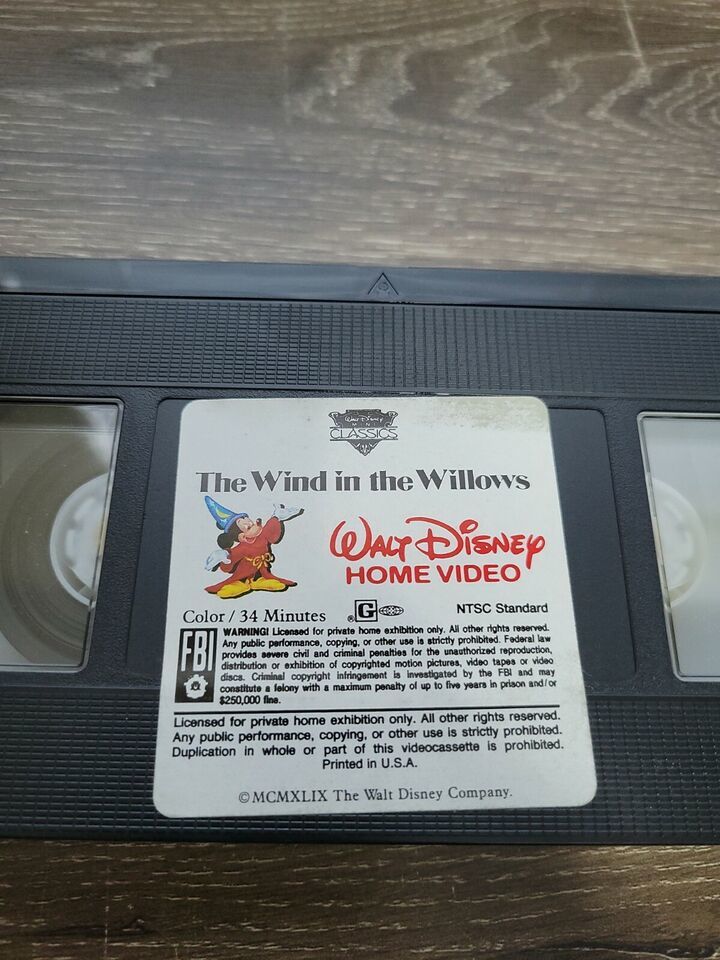 Walt Disney
MINI
CLASSICS
The Wind in the Willows
WALT DISNEY
HOME VIDEO
Color / 34 Minutes ® G NTSC Standard
FBI
WARNING! Licensed for private home exhibition only. All other rights reserved.
Any public performance, copying, or other use is strictly prohibited. Federal law
provides severe civil and criminal penalties for the unauthorized reproduction,
distribution or exhibition of copyrighted motion pictures, video tapes or video
discs. Criminal copyright infringement is investigated by the FBI and may
constitute a felony with a maximum penalty of up to five years in prison and/or
$250,000 fine.
Licensed for private home exhibition only. All other rights reserved.
Any public performance, copying, or other use is strictly prohibited.
Duplication in whole or part of this videocassette is prohibited.
Printed in U.S.A.
© MCMXLIX The Walt Disney Company.